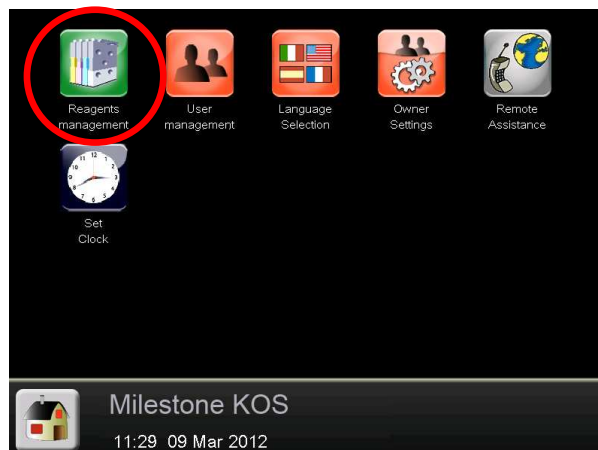 Reagents
management
User
management
Language
Selection
Owner
Settings
Remote
Assistance
12
Set
Clock
Milestone KOS
11:29 09 Mar 2012